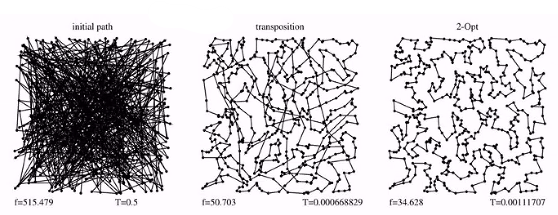 initial path
transposition
2-Opt
f=515.479 T=0.5
f=50.703 T=0.000668829
f=34.628 T=0.00111707